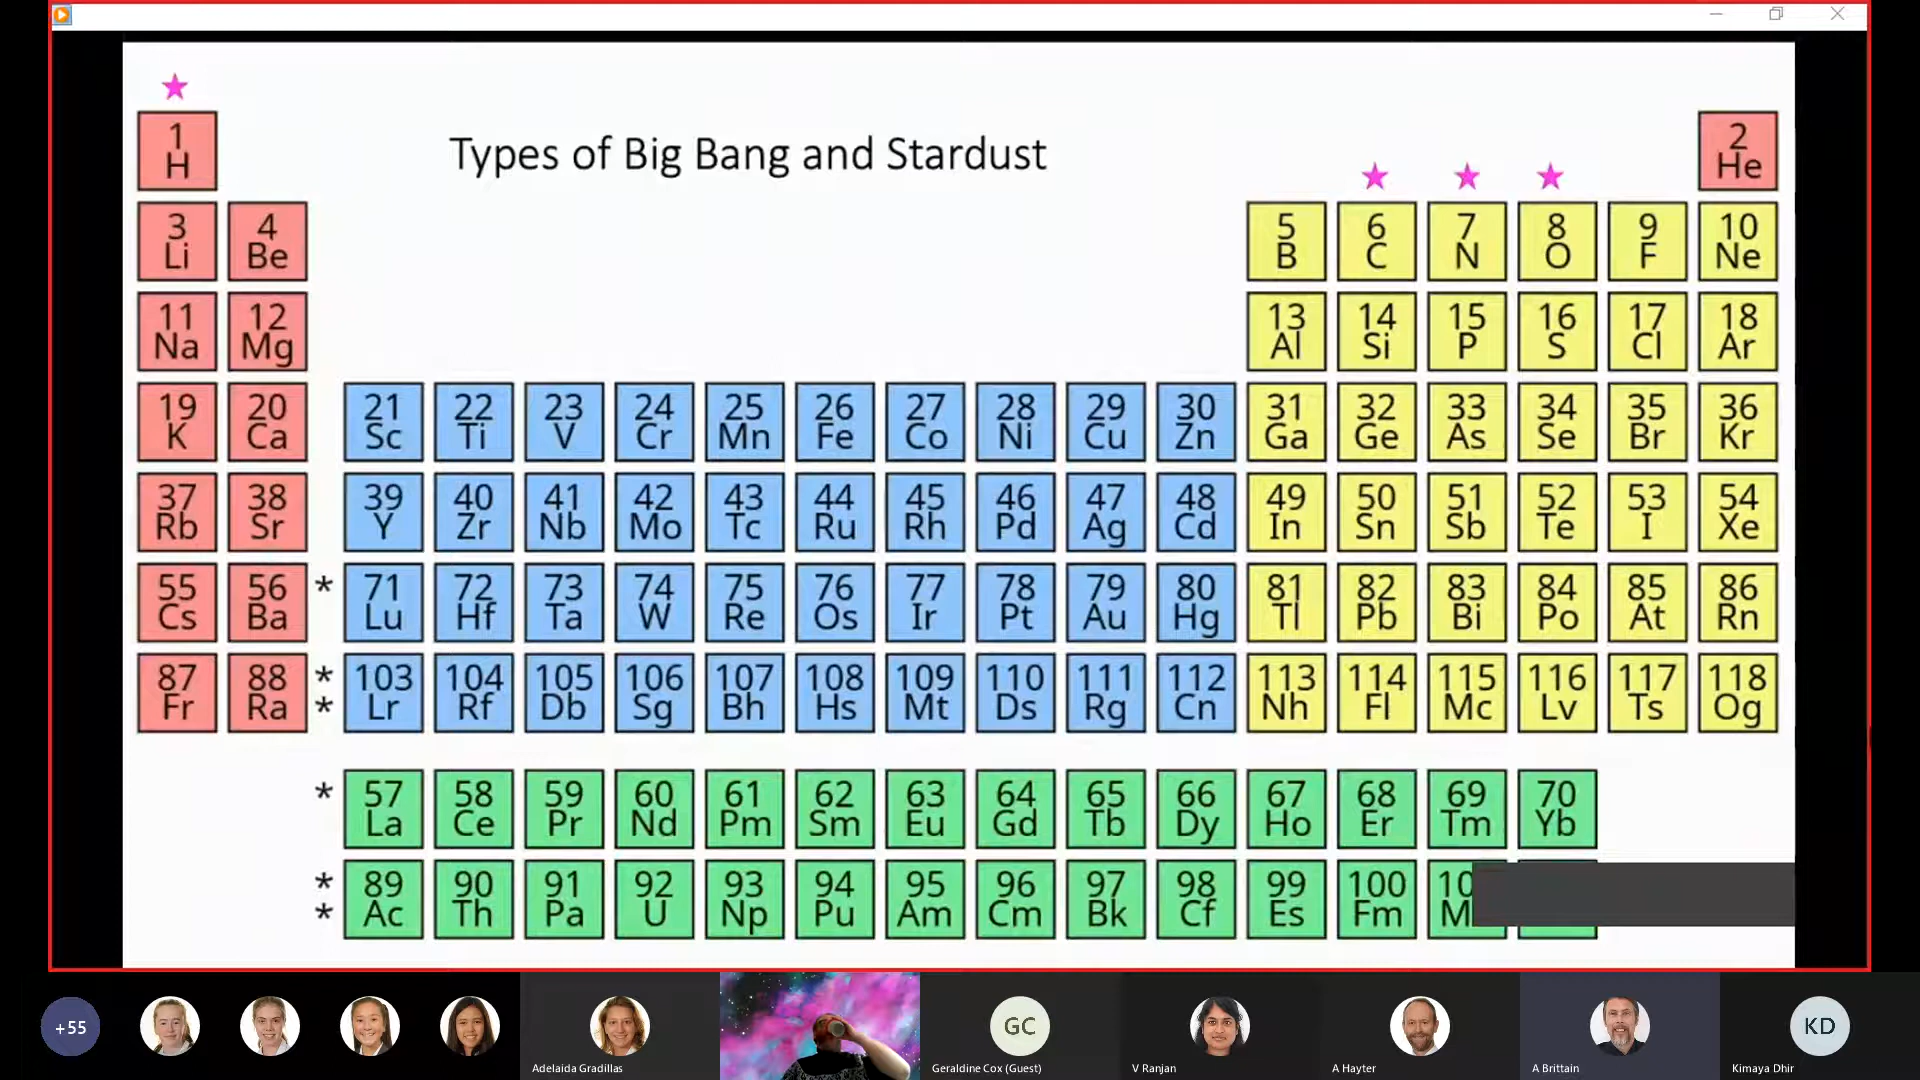 1
H
Types of Big Bang and Stardust
2
He
3
Li
4
Be
5
B
6
C
7
N
8
O
9
F
10
Ne
11
Na
12
Mg
13
Al
14
Si
15
P
16
S
17
Cl
18
Ar
19
K
20
Ca
21
Sc
22
Ti
23
V
24
Cr
25
Mn
26
Fe
27
Co
28
Ni
29
Cu
30
Zn
31
Ga
32
Ge
33
As
34
Se
35
Br
36
Kr
37
Rb
38
Sr
39
Y
40
Zr
41
Nb
42
Mo
43
Tc
44
Ru
45
Rh
46
Pd
47
Ag
48
Cd
49
In
50
Sn
51
Sb
52
Te
53
I
54
Xe
55
Cs
56
Ba
*
71
Lu
72
Hf
73
Ta
74
W
75
Re
76
Os
77
Ir
78
Pt
79
Au
80
Hg
81
Tl
82
Pb
83
Bi
84
Po
85
At
86
Rn
87
Fr
88
Ra
*
*
103
Lr
104
Rf
105
Db
106
Sg
107
Bh
108
Hs
109
Mt
110
Ds
111
Rg
112
Cn
113
Nh
114
Fl
115
Mc
116
Lv
117
Ts
118
Og
*
57
La
58
Ce
59
Pr
60
Nd
61
Pm
62
Sm
63
Eu
64
Gd
65
Tb
66
Dy
67
Ho
68
Er
69
Tm
70
Yb
*
*
89
Ac
90
Th
91
Pa
92
U
93
Np
94
Pu
95
Am
96
Cm
97
Bk
98
Cf
99
Es
100
Fm
+55
Adelaida Gradillas
GC
Geraldine Cox (Guest)
V Ranjan
A Hayter
A Brittain
KD
Kimaya Dhir